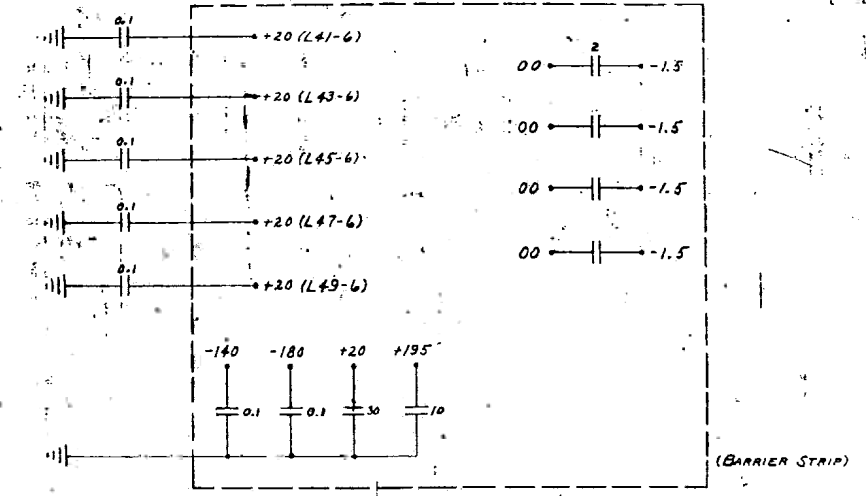 0.1
+20 (L41-6)
0.1
+20 (L43-6)
0.1
+20 (L45-6)
0.1
+20 (L47-6)
0.1
+20 (L49-6)
2
00 -1.5
00 -1.5
00 -1.5
00 -1.5
-140 -180 +20 +195
0.1 0.1 30 10
(BARRIER STRIP)